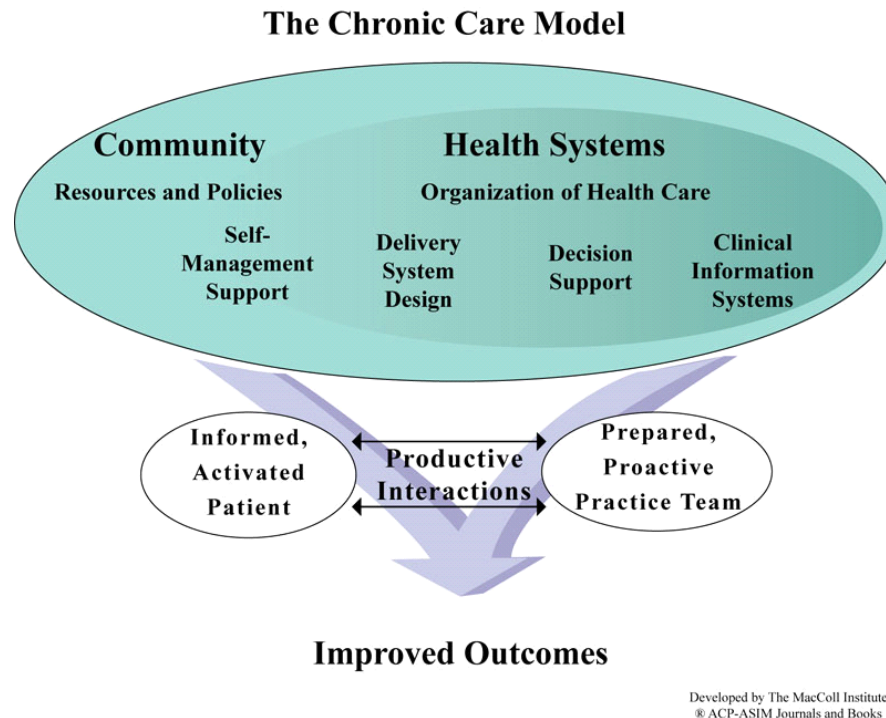 The Chronic Care Model
Community
Health Systems
Resources and Policies
Organization of Health Care
Self-
Management
Support
Delivery
System
Design
Decision
Support
Clinical
Information
Systems
Informed,
Activated
Patient
Productive
Interactions
Prepared,
Proactive
Practice Team
Improved Outcomes
Developed by The MacColl Institute
® ACP-ASIM Journals and Books